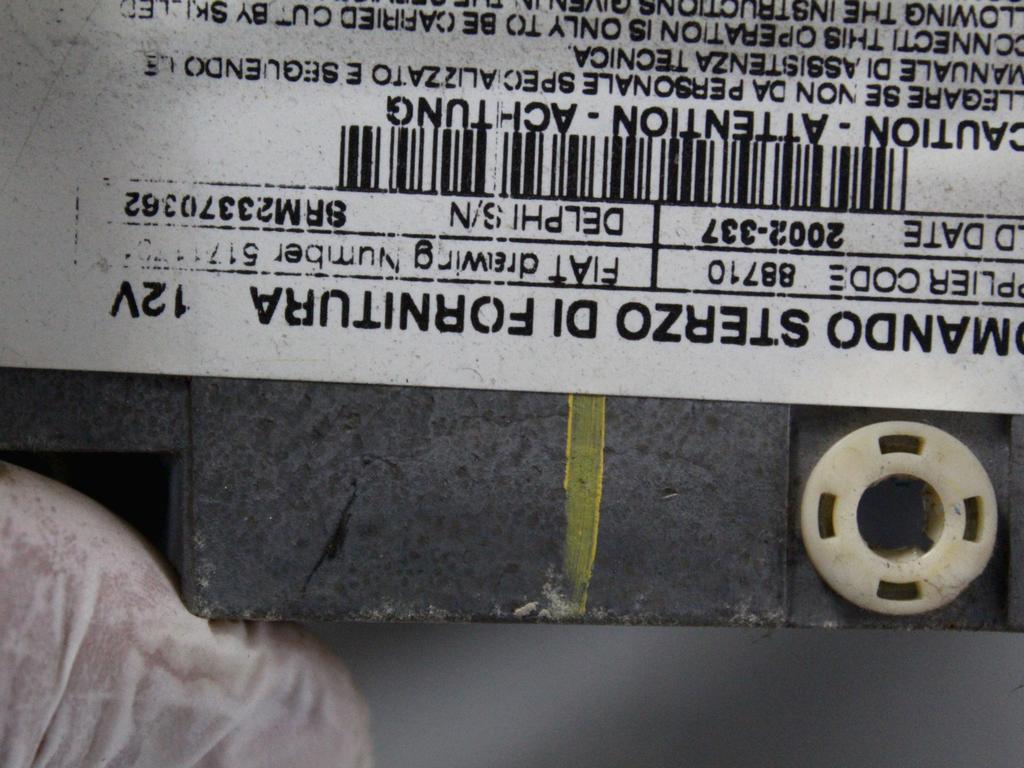 OMANDO STERZO DI FORNITURA 12V
PPLIER CODE 88710 FIAT drawing Number
LD DATE 2002-337 DELPHI S/N SRM23370362
CAUTION - ATTENTION - ACHTUNG
LLEGARE SE NON DA PERSONALE SPECIALIZZATO E SEGUENDO LE
MANUALE DI ASSISTENZA TECNICA.
CONNECT! THIS OPERATION IS ONLY TO BE CARRIED OUT BY SKILLED
LLOWING THE INSTRUCTIONS GIVEN IN THE